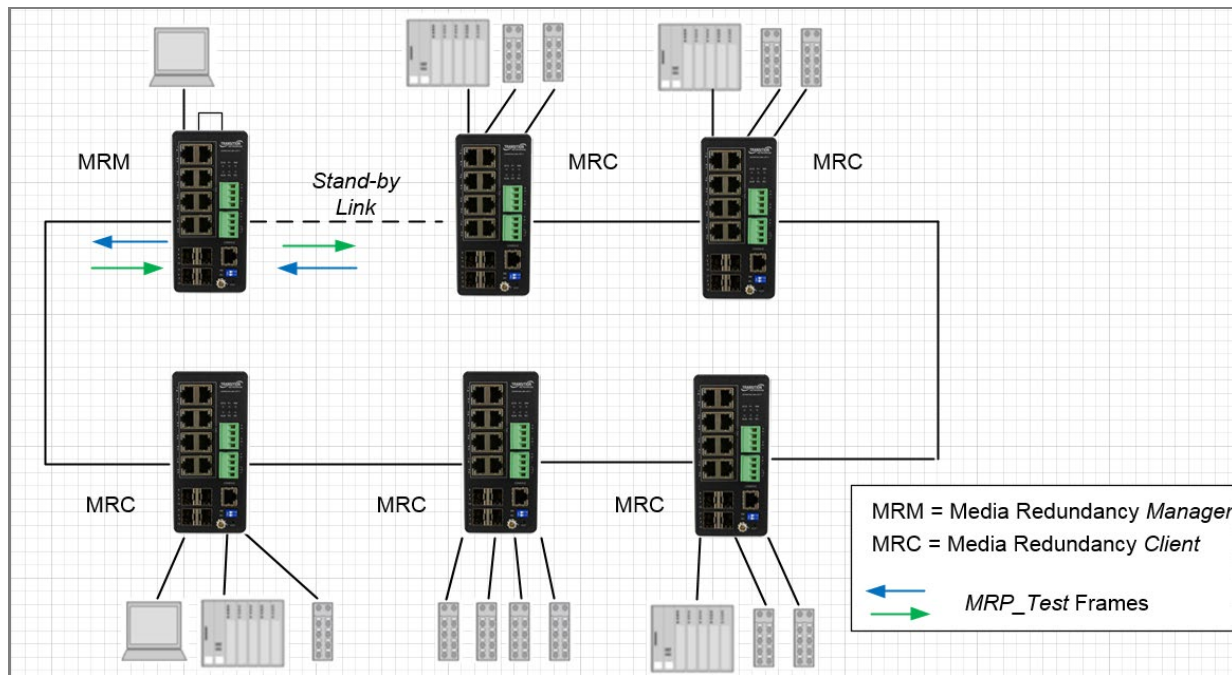 MRM
Stand-by
Link
MRC
MRC
MRC
MRC
MRC
MRM = Media Redundancy Manager
MRC = Media Redundancy Client
MRP_Test Frames